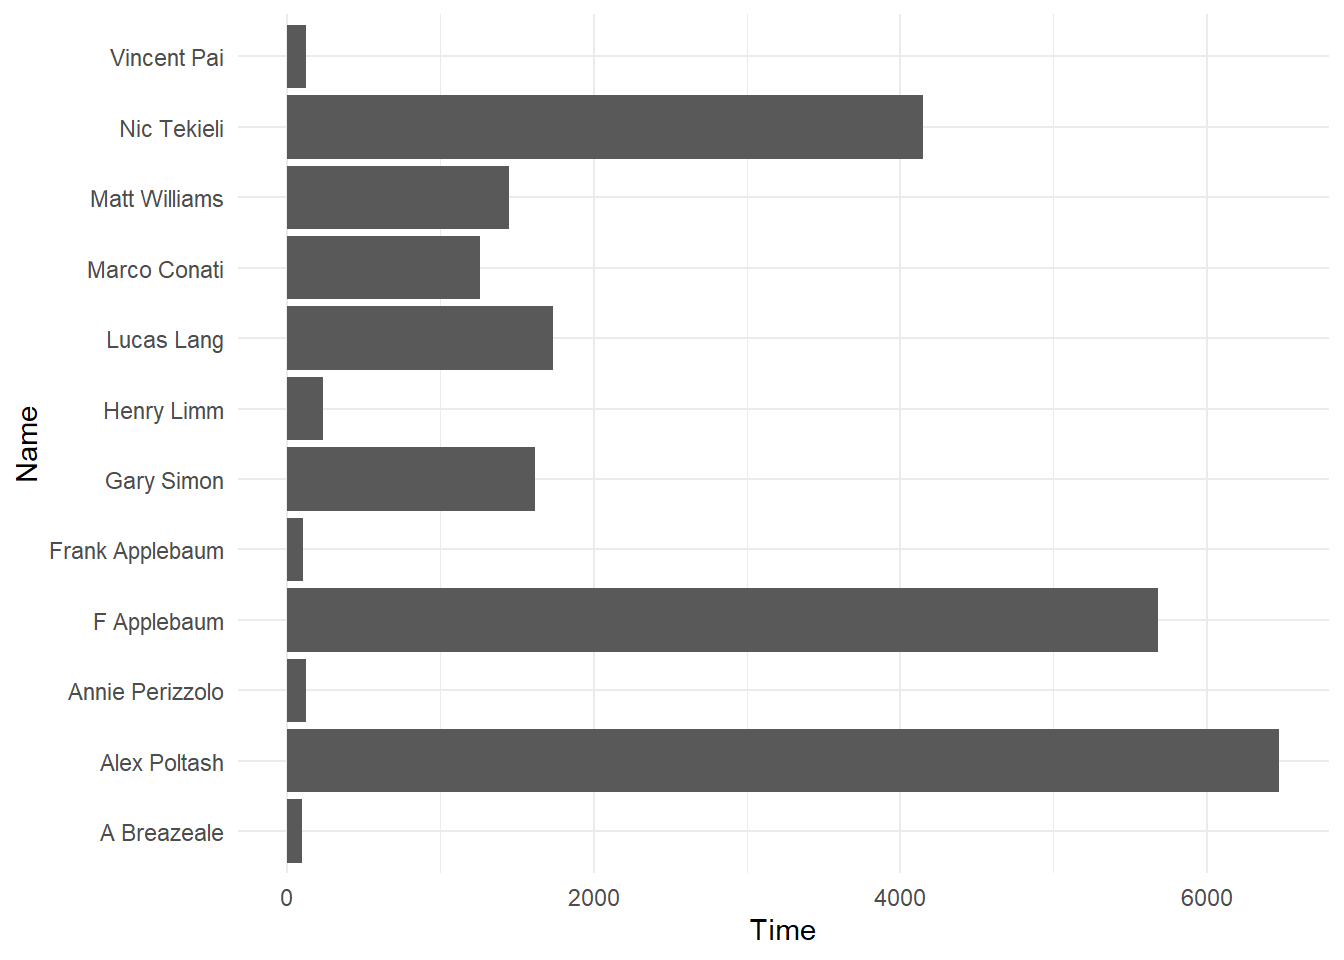 Vincent Pai
Nic Tekieli
Matt Williams
Marco Conati
Lucas Lang
Henry Limm
Gary Simon
Frank Applebaum
F Applebaum
Annie Perizzolo
Alex Poltash
A Breazeale
Name
0 2000 4000 6000
Time